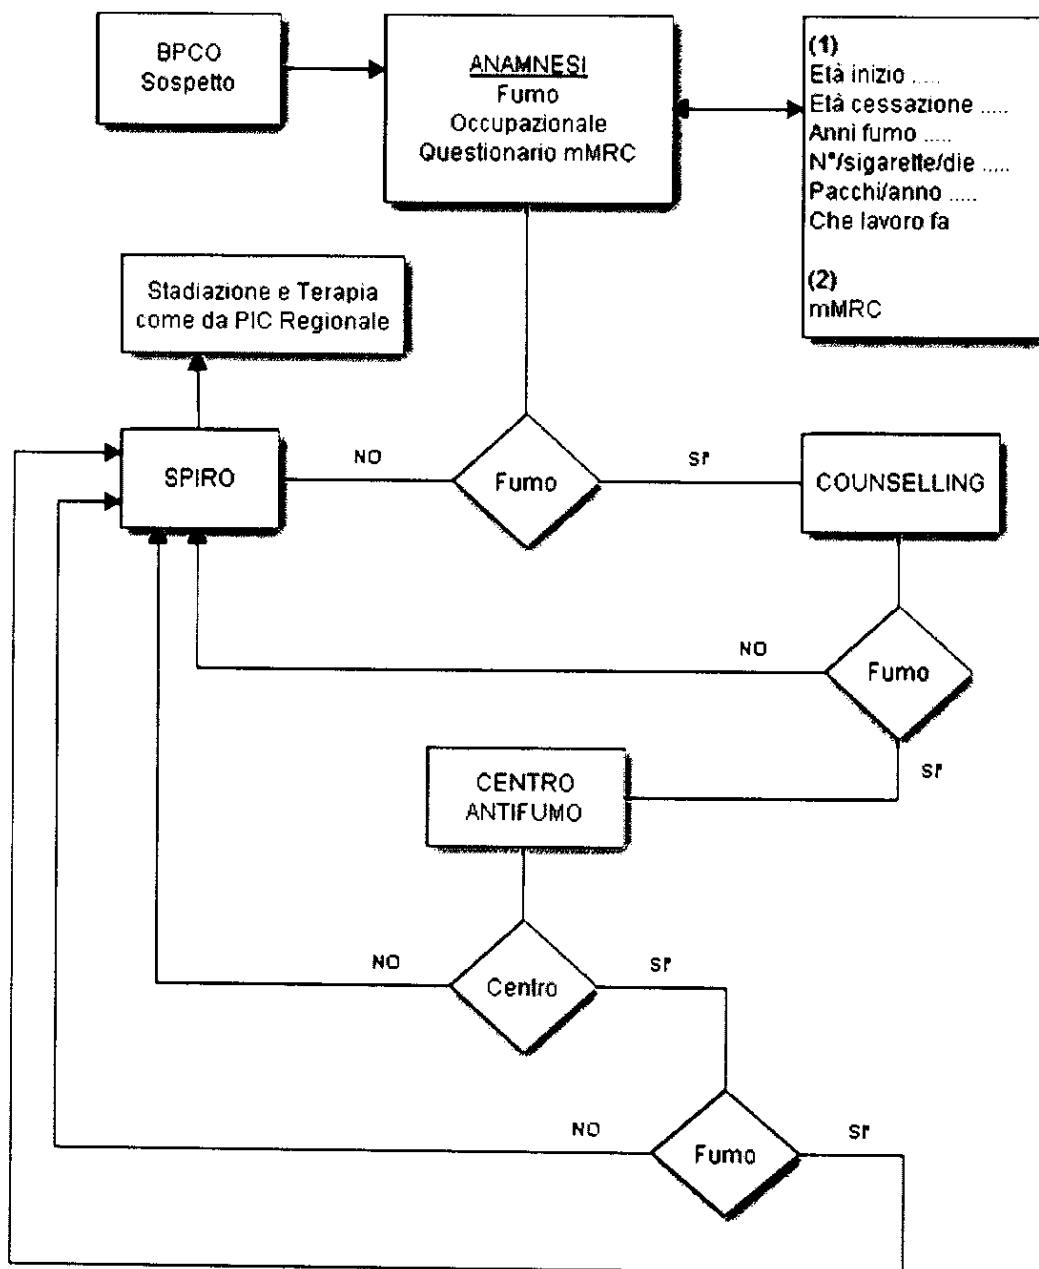 BPCO
Sospetto
ANAMNESI
Fumo
Occupazionale
Questionario mMRC
(1)
Età inizio .....
Età cessazione .....
Anni fumo .....
N°/sigarette/die .....
Pacchi/anno .....
Che lavoro fa
(2)
mMRC
Stadiazione e Terapia
come da PIC Regionale
SPIRO
NO
Fumo
SI'
COUNSELLING
NO
Fumo
SI'
CENTRO
ANTIFUMO
NO
Centro
SI'
NO
Fumo
SI'